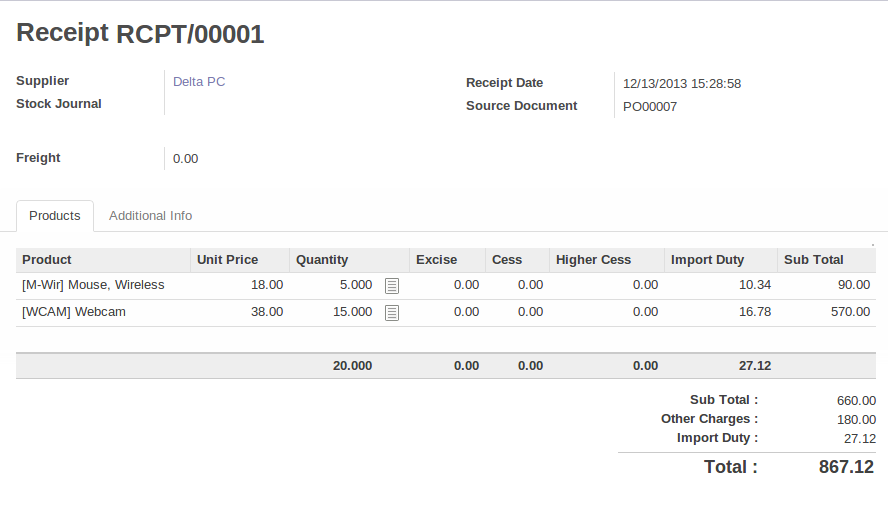 Receipt RCPT/00001
Supplier Delta PC Receipt Date 12/13/2013 15:28:58
Stock Journal Source Document PO00007
Freight 0.00
Products Additional Info
Product Unit Price Quantity Excise Cess Higher Cess Import Duty Sub Total
[M-Wir] Mouse, Wireless 18.00 5.000 0.00 0.00 0.00 10.34 90.00
[WCAM] Webcam 38.00 15.000 0.00 0.00 0.00 16.78 570.00
20.000 0.00 0.00 0.00 27.12
Sub Total : 660.00
Other Charges : 180.00
Import Duty : 27.12
Total : 867.12